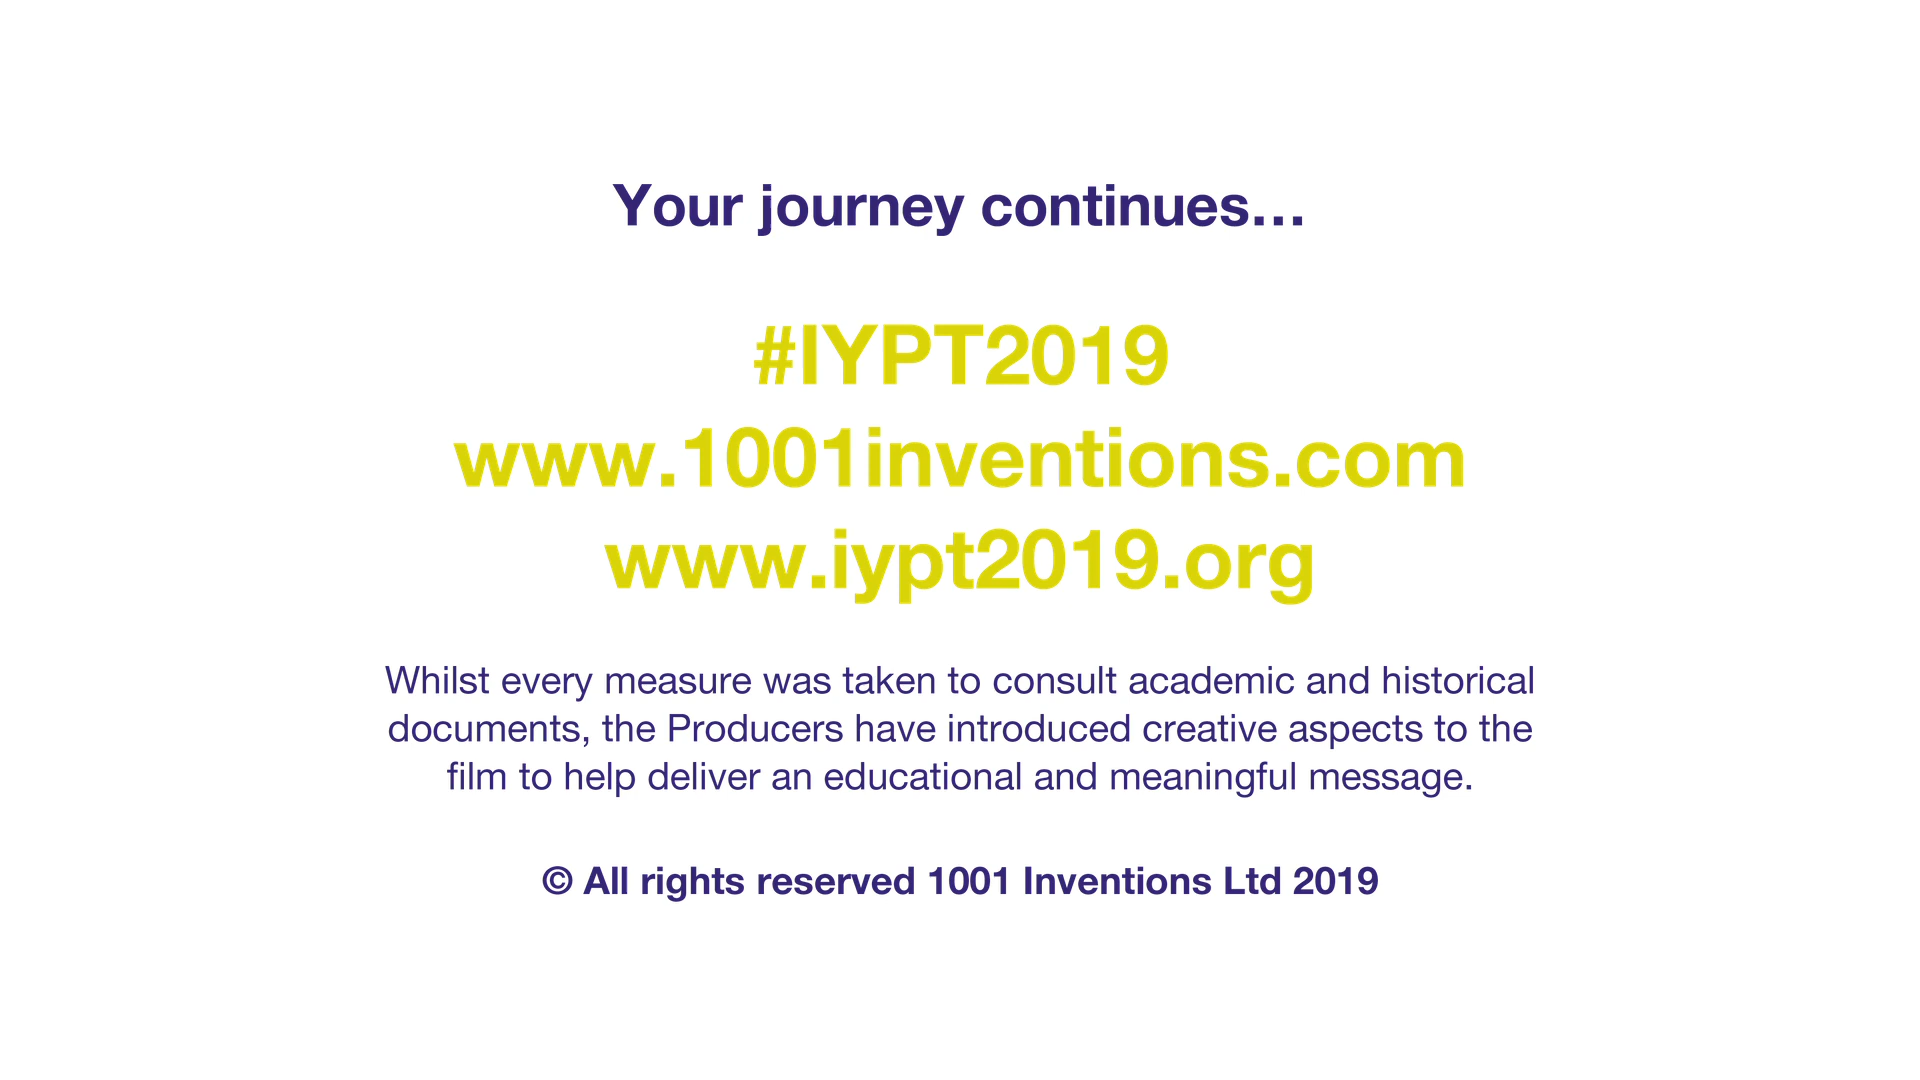 Your journey continues…
#IYPT2019
www.1001inventions.com
www.iypt2019.org
Whilst every measure was taken to consult academic and historical
documents, the Producers have introduced creative aspects to the
film to help deliver an educational and meaningful message.
© All rights reserved 1001 Inventions Ltd 2019